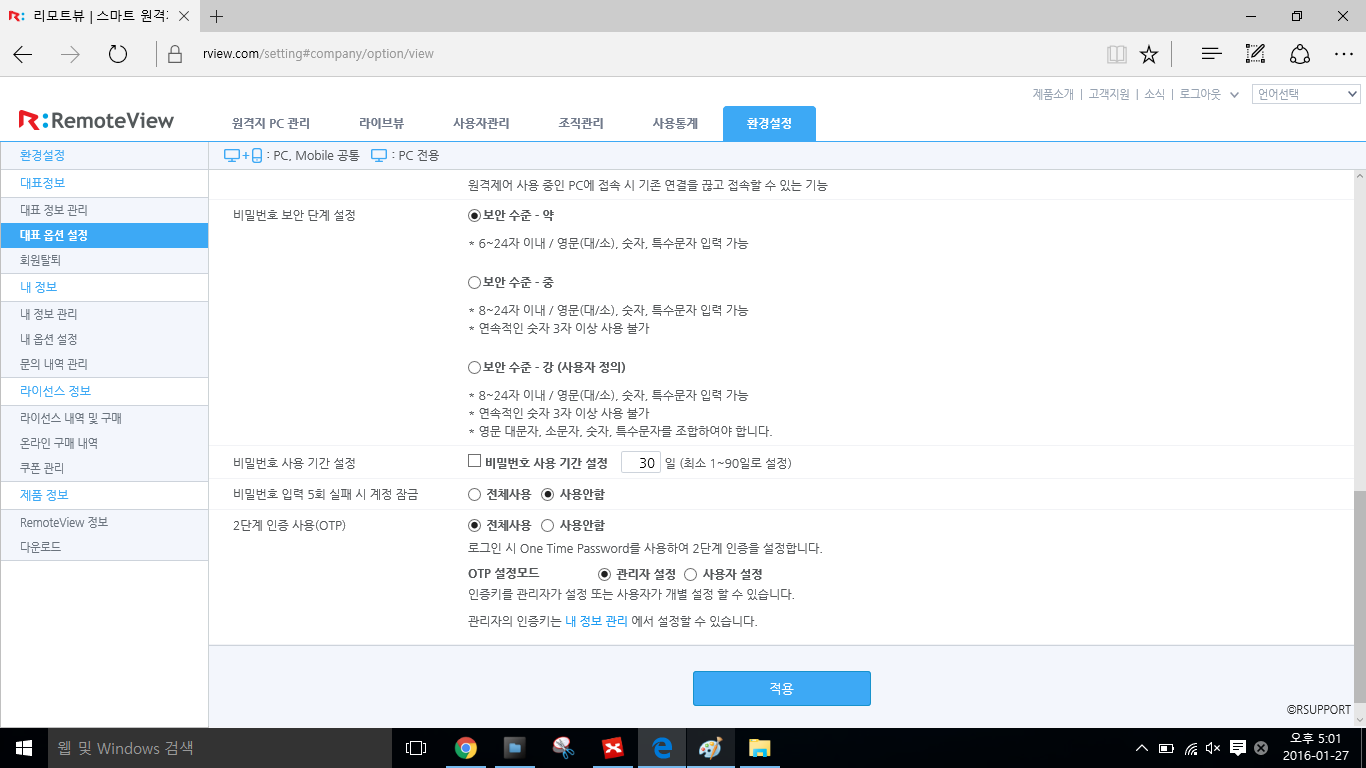 리모트뷰 | 스마트 원격
rview.com/setting#company/option/view
제품소개 | 고객지원 | 소식 | 로그아웃 언어선택
RemoteView
원격지 PC 관리 라이브뷰 사용자관리 조직관리 사용통계 환경설정
환경설정
+ : PC, Mobile 공통 : PC 전용
대표정보
대표 정보 관리
대표 옵션 설정
회원탈퇴
내 정보
내 정보 관리
내 옵션 설정
문의 내역 관리
라이선스 정보
라이선스 내역 및 구매
온라인 구매 내역
쿠폰 관리
제품 정보
RemoteView 정보
다운로드
원격제어 사용 중인 PC에 접속 시 기존 연결을 끊고 접속할 수 있는 기능
비밀번호 보안 단계 설정 보안 수준 - 약
* 6~24자 이내 / 영문(대/소), 숫자, 특수문자 입력 가능
보안 수준 - 중
* 8~24자 이내 / 영문(대/소), 숫자, 특수문자 입력 가능
* 연속적인 숫자 3자 이상 사용 불가
보안 수준 - 강 (사용자 정의)
* 8~24자 이내 / 영문(대/소), 숫자, 특수문자 입력 가능
* 연속적인 숫자 3자 이상 사용 불가
* 영문 대문자, 소문자, 숫자, 특수문자를 조합하여야 합니다.
비밀번호 사용 기간 설정 비밀번호 사용 기간 설정 30 일 (최소 1~90일로 설정)
비밀번호 입력 5회 실패 시 계정 잠금 전체사용 사용안함
2단계 인증 사용(OTP) 전체사용 사용안함
로그인 시 One Time Password를 사용하여 2단계 인증을 설정합니다.
OTP 설정모드 관리자 설정 사용자 설정
인증키를 관리자가 설정 또는 사용자가 개별 설정 할 수 있습니다.
관리자의 인증키는 내 정보 관리 에서 설정할 수 있습니다.
적용
©RSUPPORT
웹 및 Windows 검색
오후 5:01
2016-01-27